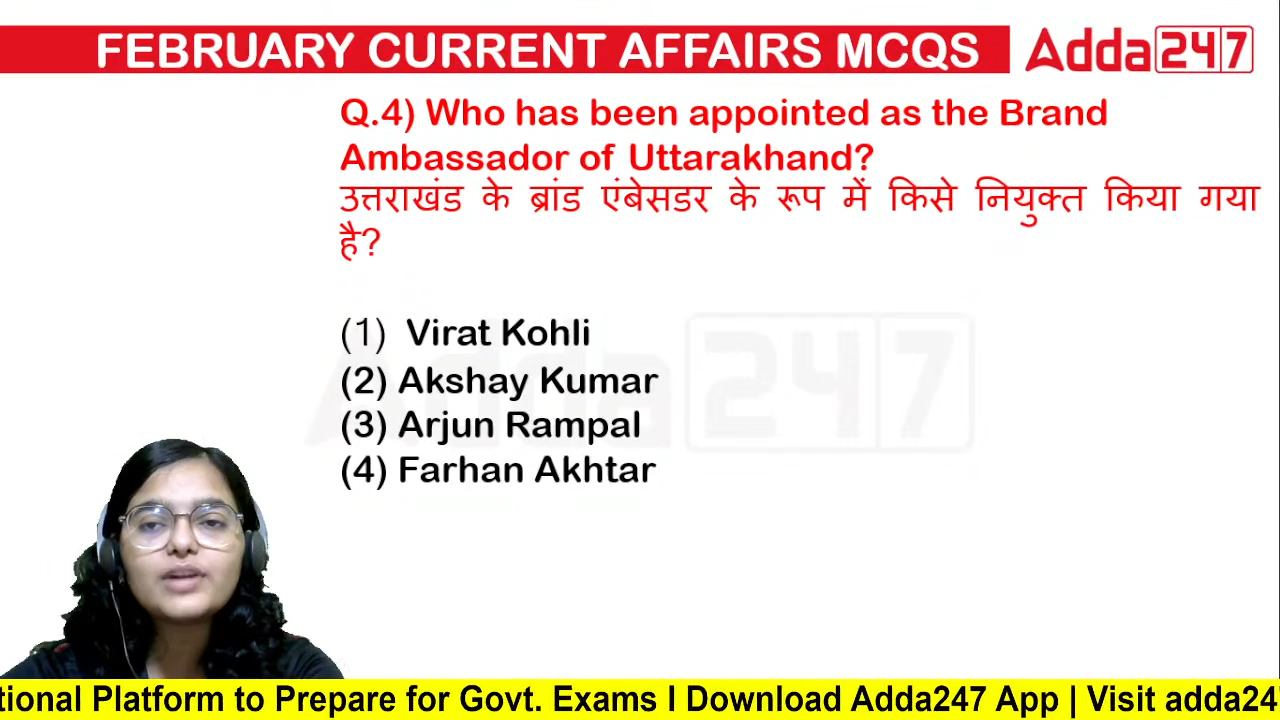 FEBRUARY CURRENT AFFAIRS MCQS
Adda247
Q.4) Who has been appointed as the Brand
Ambassador of Uttarakhand?
उत्तराखंड के ब्रांड एंबेसडर के रूप में किसे नियुक्त किया गया
है?
(1) Virat Kohli
(2) Akshay Kumar
(3) Arjun Rampal
(4) Farhan Akhtar
Adda247
tional Platform to Prepare for Govt. Exams I Download Adda247 App | Visit adda24